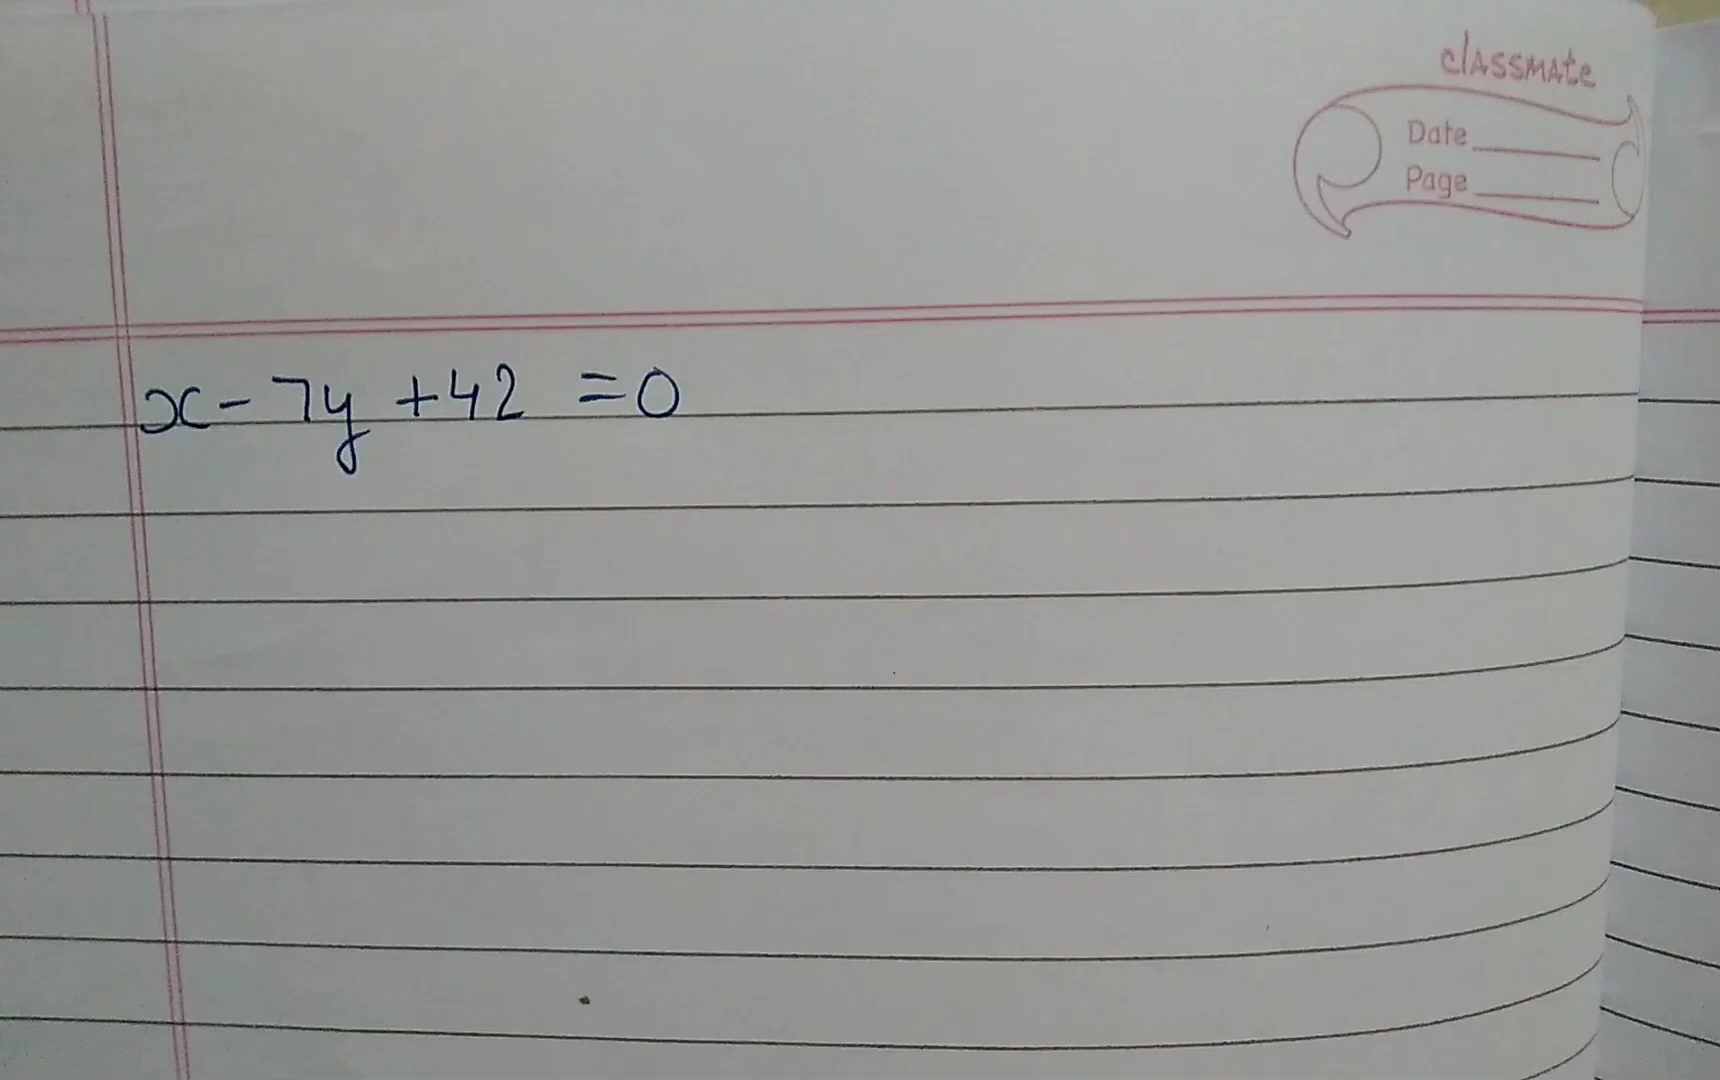 classmate
Date
Page
x - 7y + 42 = 0